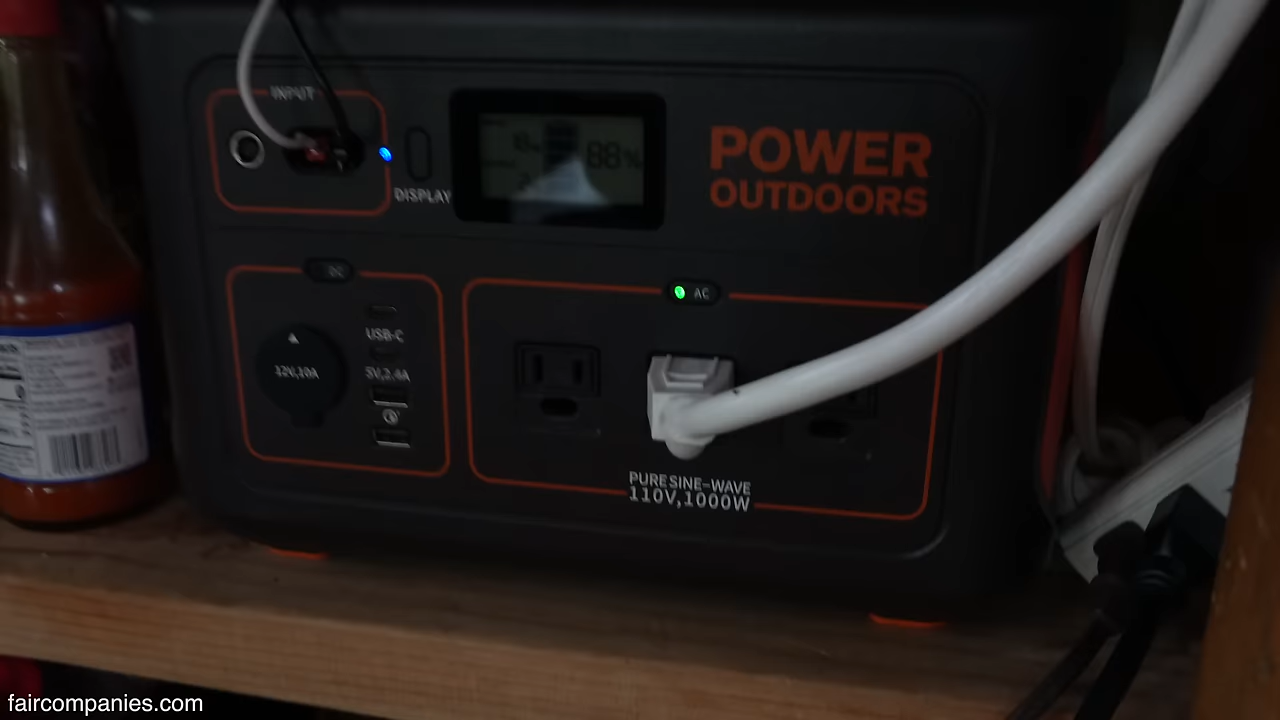 INPUT
88%
POWER
OUTDOORS
DISPLAY
DC
AC
USB-C
12V,10A
5V,2.4A
PURE SINE-WAVE
110V,1000W
faircompanies.com